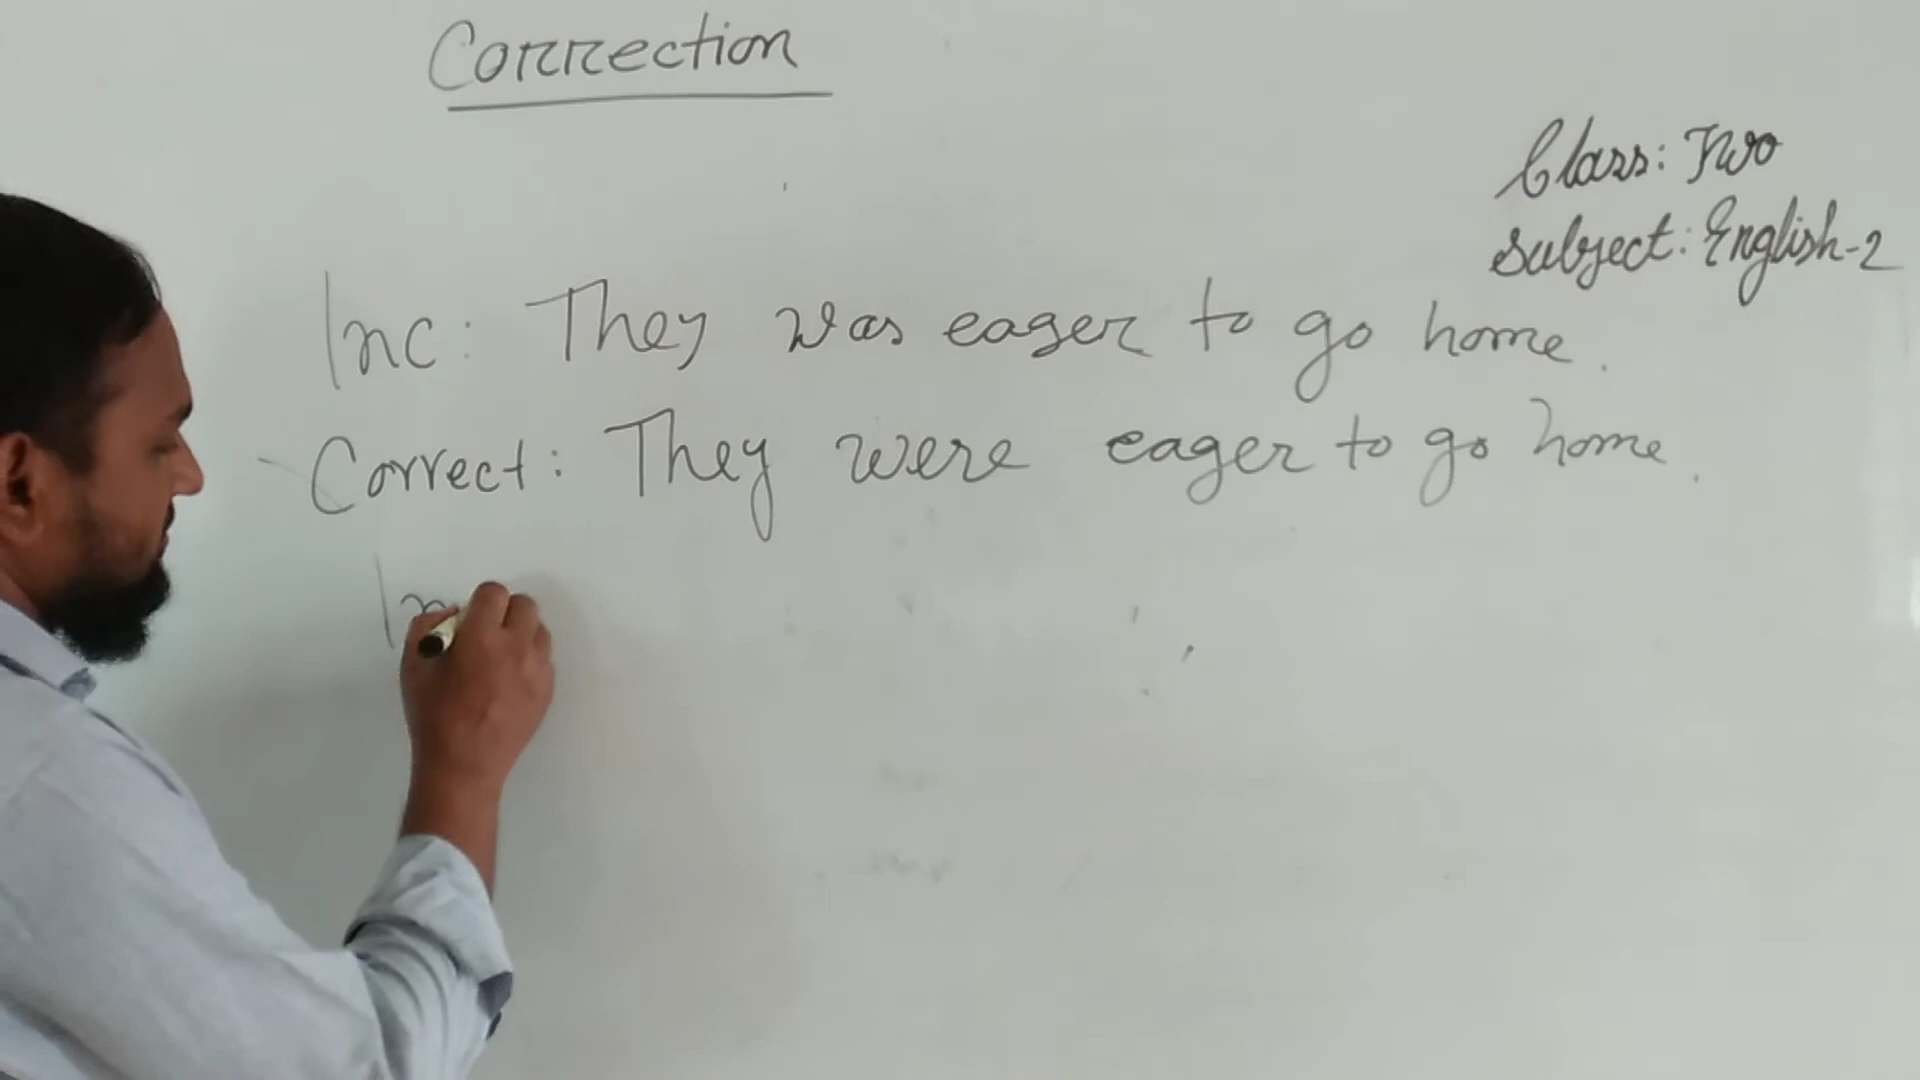 Correction
Class: Two
Subject: English-2
Inc: They was eager to go home.
Correct: They were eager to go home.
In